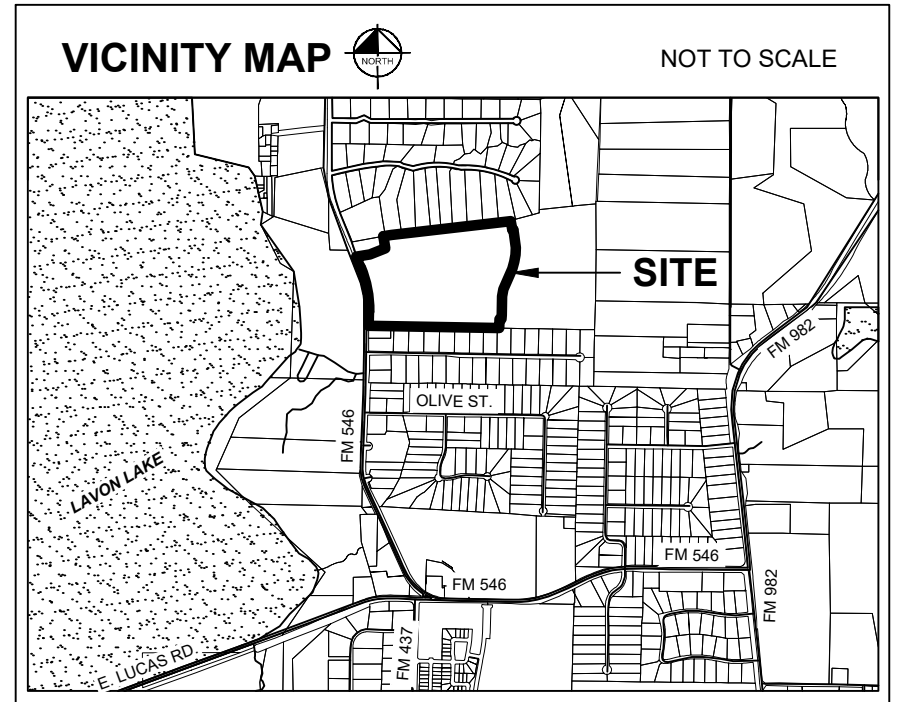 VICINITY MAP
NORTH
NOT TO SCALE
SITE
FM 982
OLIVE ST.
FM 546
LAVON LAKE
FM 546
FM 546
FM 982
FM 437
E. LUCAS RD.